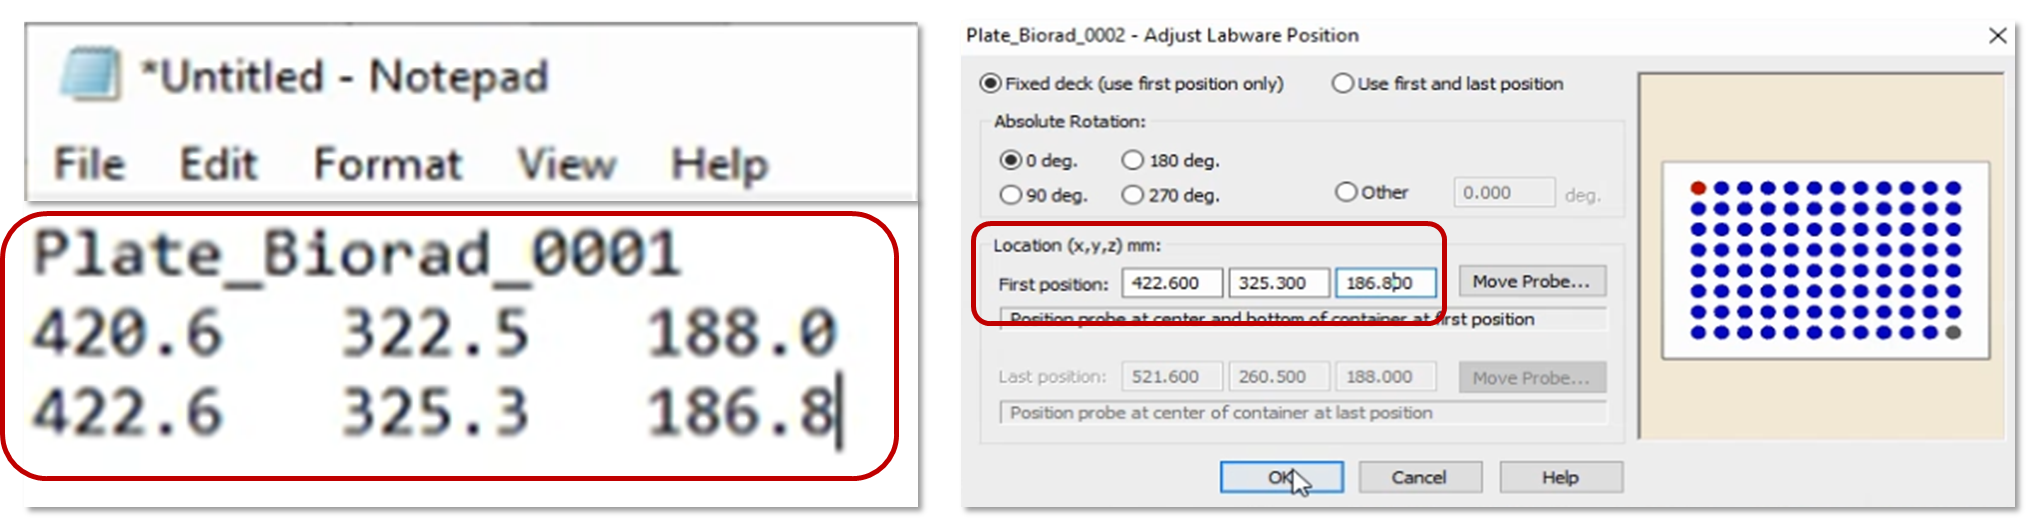 *Untitled - Notepad
File Edit Format View Help
Plate_Biorad_0001
420.6 322.5 188.0
422.6 325.3 186.8
Plate_Biorad_0002 - Adjust Labware Position
Fixed deck (use first position only) Use first and last position
Absolute Rotation:
0 deg. 180 deg.
90 deg. 270 deg. Other 0.000 deg.
Location (x,y,z) mm:
First position: 422.600 325.300 186.800 Move Probe...
Position probe at center and bottom of container at first position
Last position: 521.600 260.500 188.000 Move Probe...
Position probe at center of container at last position
OK Cancel Help